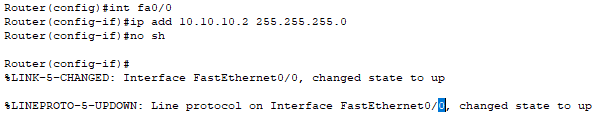 Router(config)#int fa0/0
Router(config-if)#ip add 10.10.10.2 255.255.255.0
Router(config-if)#no sh
Router(config-if)#
%LINK-5-CHANGED: Interface FastEthernet0/0, changed state to up
%LINEPROTO-5-UPDOWN: Line protocol on Interface FastEthernet0/0, changed state to up